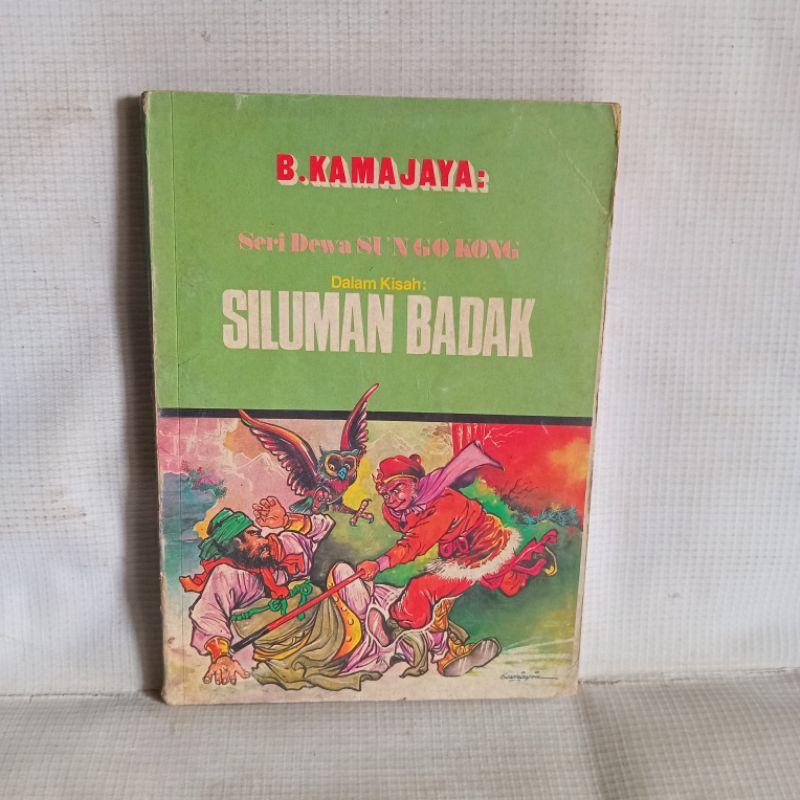 B.KAMAJAYA:
Seri Dewa SUN GO KONG
Dalam Kisah:
SILUMAN BADAK